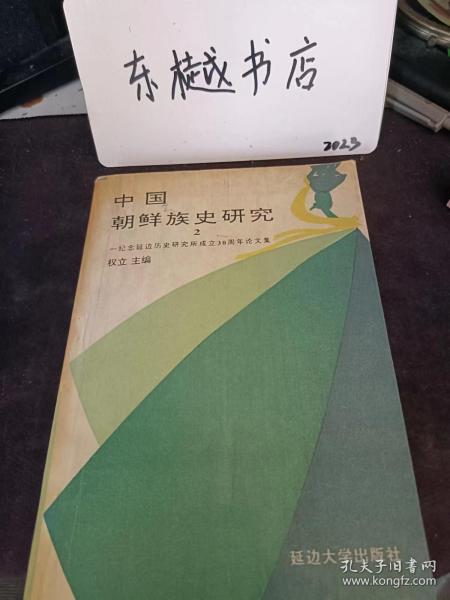 东樾书店
2023
中国
朝鲜族史研究
2
—纪念延边历史研究所成立30周年论文集
权立 主编
延边大学出版社
孔夫子旧书网
www.kongfz.com